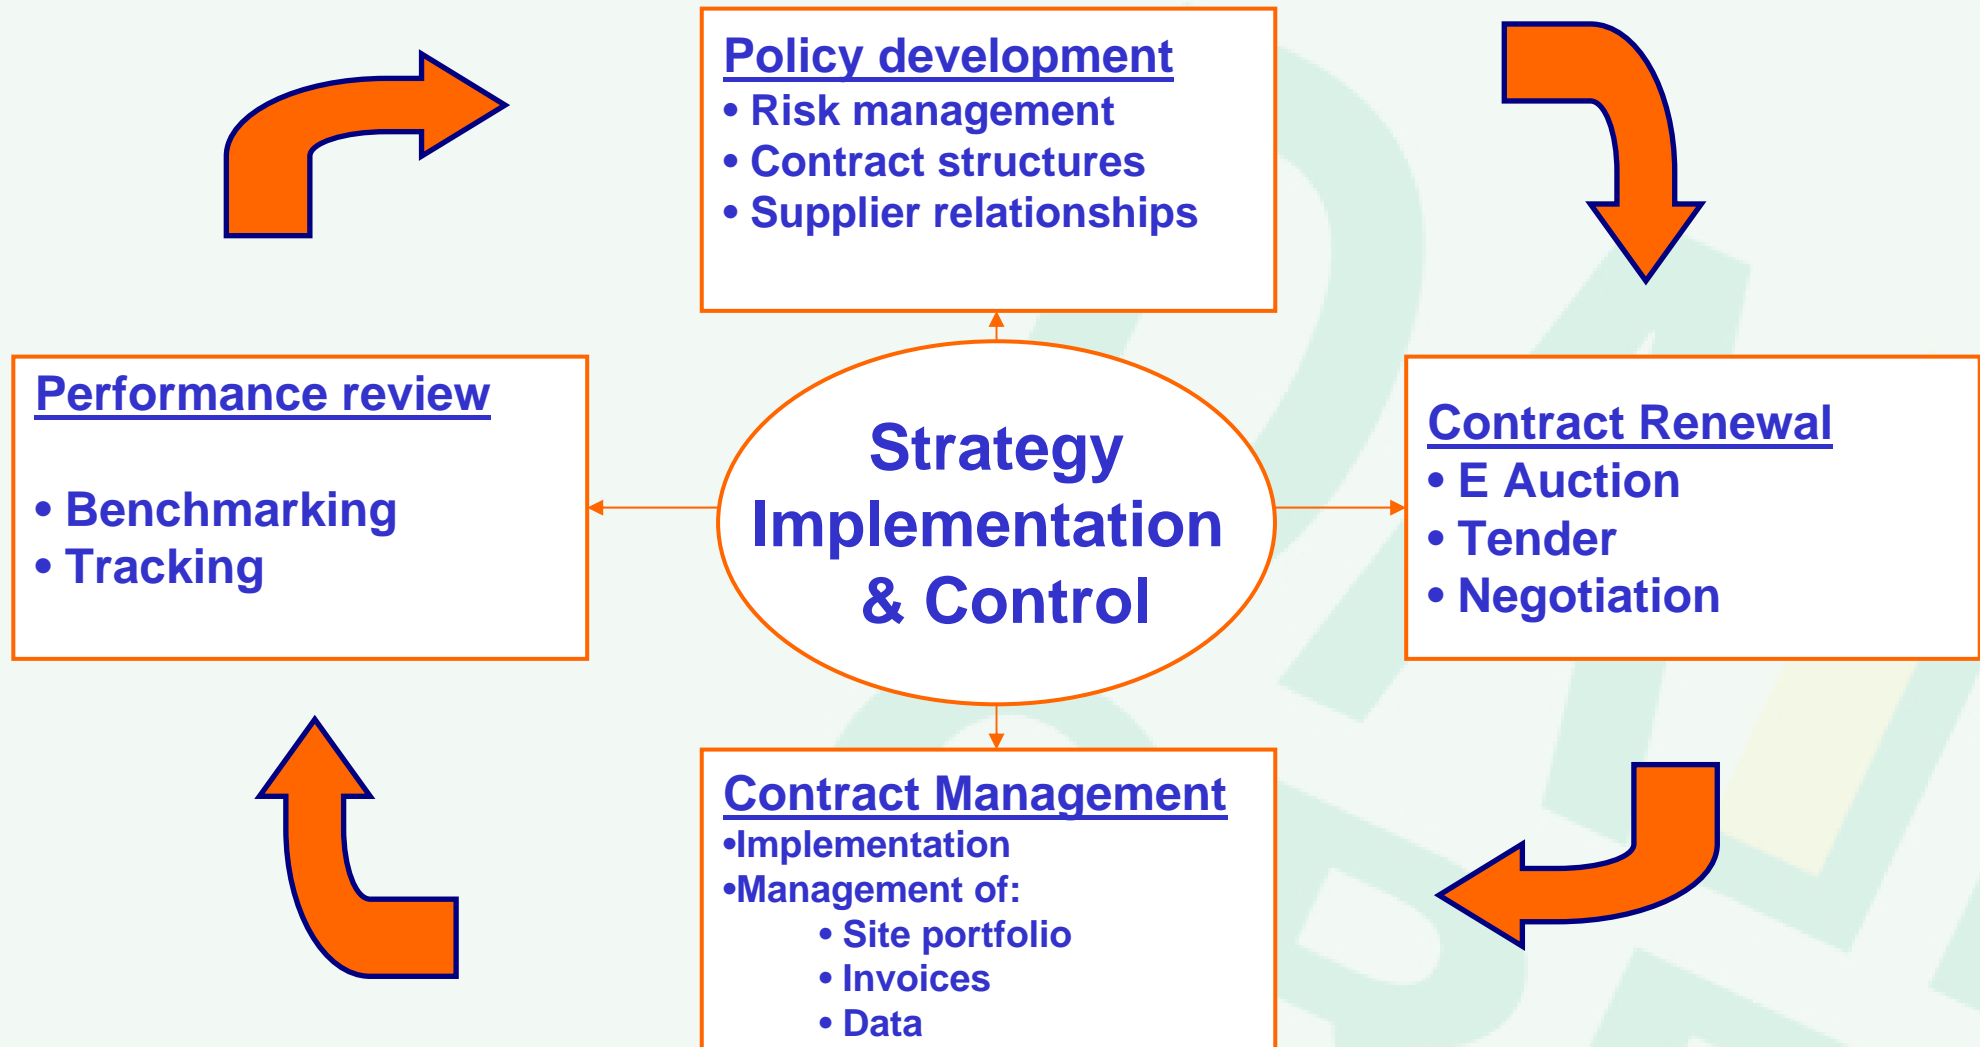 Policy development
• Risk management
• Contract structures
• Supplier relationships
Performance review
• Benchmarking
• Tracking
Strategy
Implementation
& Control
Contract Renewal
• E Auction
• Tender
• Negotiation
Contract Management
•Implementation
•Management of:
• Site portfolio
• Invoices
• Data